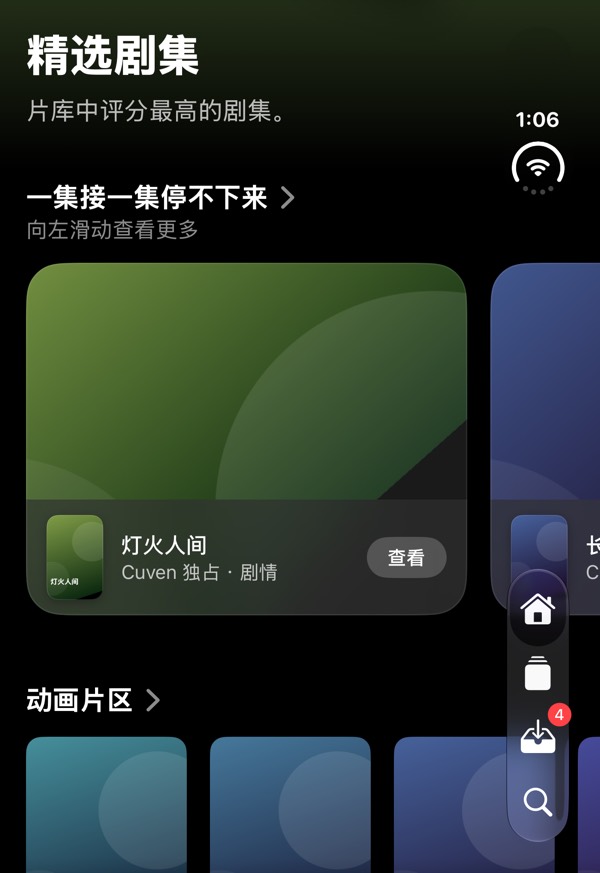 精选剧集
片库中评分最高的剧集。
1:06
一集接一集停不下来
向左滑动查看更多
灯火人间
灯火人间
Cuven 独占 · 剧情
查看
长
C
4
动画片区